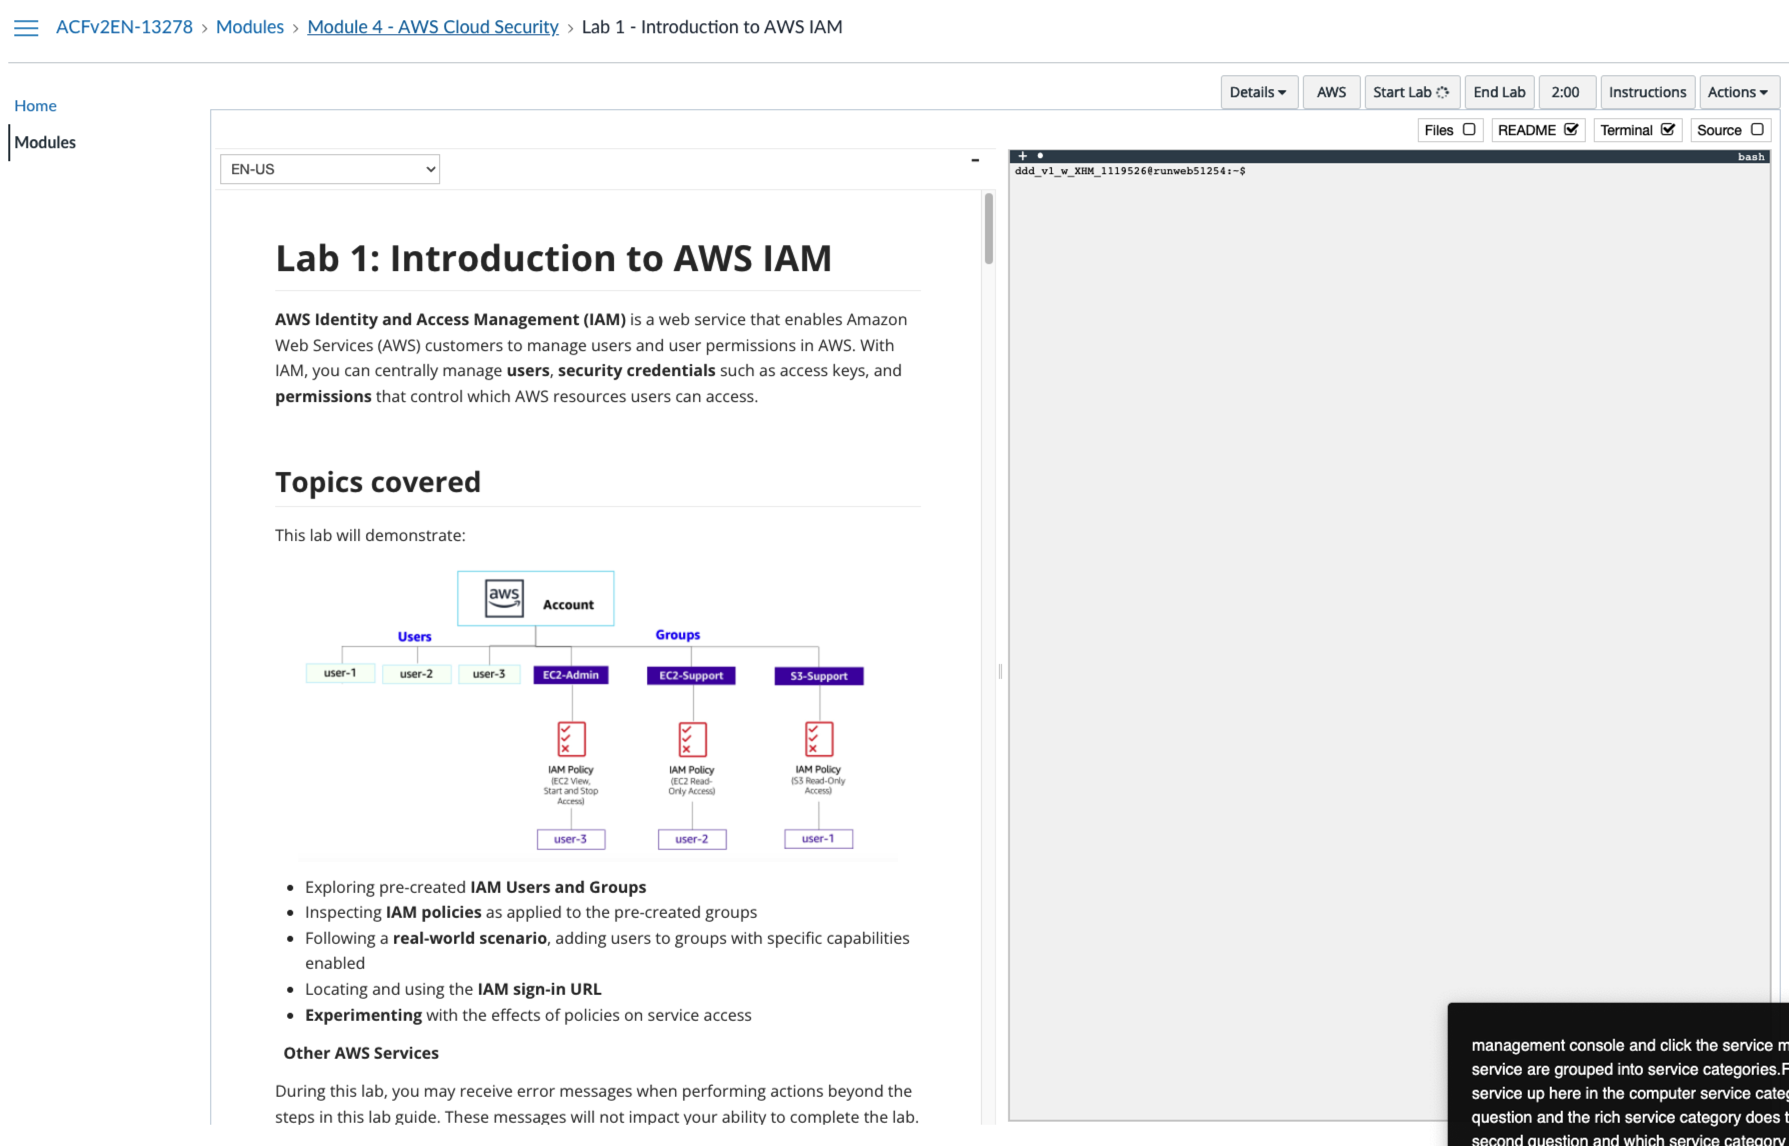 ACFv2EN-13278 > Modules > Module 4 - AWS Cloud Security > Lab 1 - Introduction to AWS IAM
Home
Modules
Details AWS Start Lab End Lab 2:00 Instructions Actions
Files README Terminal Source
EN-US
-
+ bash
ddd_v1_w_XHM_1119526@runweb51254:~$
Lab 1: Introduction to AWS IAM
AWS Identity and Access Management (IAM) is a web service that enables Amazon
Web Services (AWS) customers to manage users and user permissions in AWS. With
IAM, you can centrally manage users, security credentials such as access keys, and
permissions that control which AWS resources users can access.
Topics covered
This lab will demonstrate:
aws Account
Users Groups
user-1 user-2 user-3 EC2-Admin EC2-Support S3-Support
IAM Policy
(EC2 View,
Start and Stop
Access)
IAM Policy
(EC2 Read-
Only Access)
IAM Policy
(S3 Read-Only
Access)
user-3 user-2 user-1
• Exploring pre-created IAM Users and Groups
• Inspecting IAM policies as applied to the pre-created groups
• Following a real-world scenario, adding users to groups with specific capabilities
enabled
• Locating and using the IAM sign-in URL
• Experimenting with the effects of policies on service access
Other AWS Services
During this lab, you may receive error messages when performing actions beyond the
steps in this lab guide. These messages will not impact your ability to complete the lab.
management console and click the service m
service are grouped into service categories.F
service up here in the computer service categ
question and the rich service category does t
second question and which service category